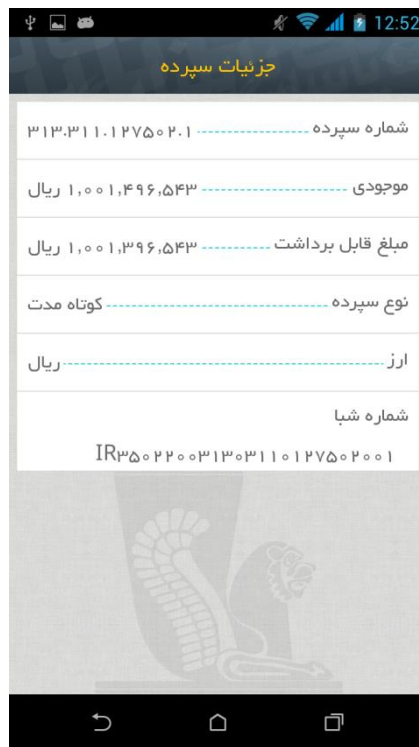 12:52
جزئیات سپرده
شماره سپرده ۳۱۳.۳۱۱.۱۲۷۵۰۲.۱
موجودی ۱,۰۰۱,۴۹۶,۵۴۳ ریال
مبلغ قابل برداشت ۱,۰۰۱,۳۹۶,۵۴۳ ریال
نوع سپرده کوتاه مدت
ارز ریال
شماره شبا
IR۳۵۰۲۲۰۰۳۱۳۰۳۱۱۰۱۲۷۵۰۲۰۰۱